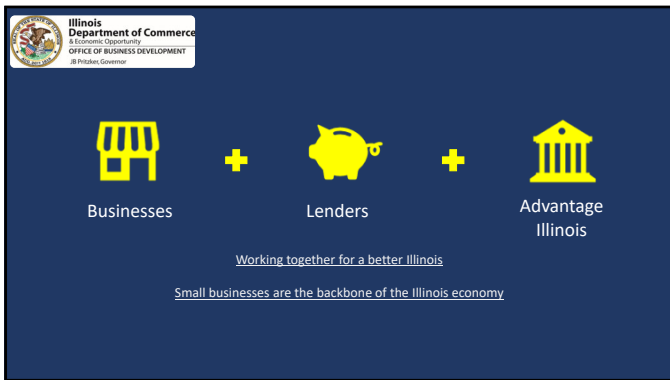 Illinois
Department of Commerce
& Economic Opportunity
OFFICE OF BUSINESS DEVELOPMENT
JB Pritzker, Governor
Businesses
Lenders
Advantage
Illinois
Working together for a better Illinois
Small businesses are the backbone of the Illinois economy